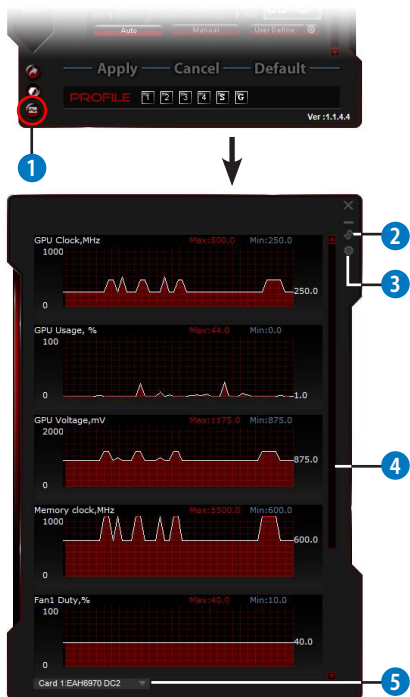 Auto Manual User Define
Apply Cancel Default
PROFILE 1 2 3 4 S G
Ver :1.1.4.4
1
2
3
GPU Clock,MHz Max:500.0 Min:250.0
1000
250.0
0
GPU Usage, % Max:44.0 Min:0.0
100
0
1.0
GPU Voltage,mV Max:1175.0 Min:875.0
2000
875.0
4
0
Memory clock,MHz Max:5500.0 Min:600.0
1000
600.0
0
Fan1 Duty,% Max:40.0 Min:10.0
100
40.0
0
Card 1:EAH6970 DC2
5